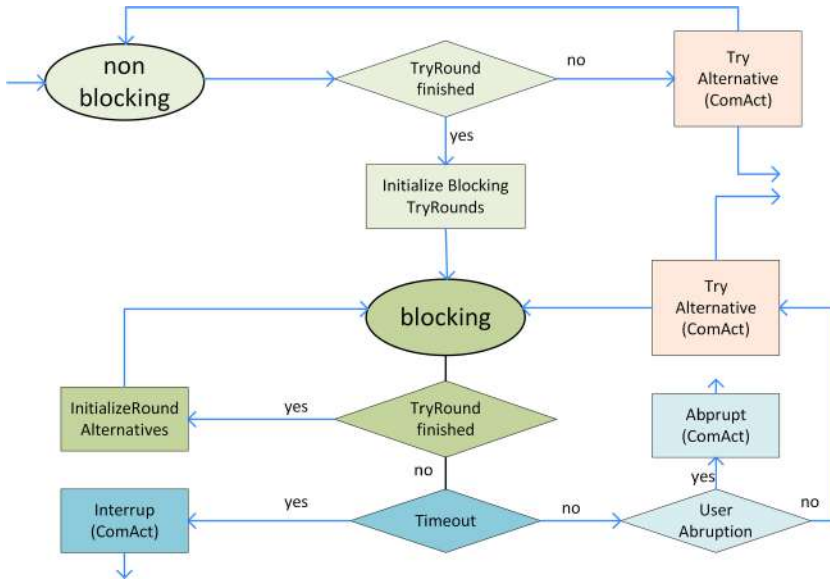 non
blocking
TryRound
finished
no
Try
Alternative
(ComAct)
yes
Initialize Blocking
TryRounds
blocking
Try
Alternative
(ComAct)
InitializeRound
Alternatives
yes
TryRound
finished
Abprupt
(ComAct)
no
yes
Interrup
(ComAct)
yes
Timeout
no
User
Abruption
no